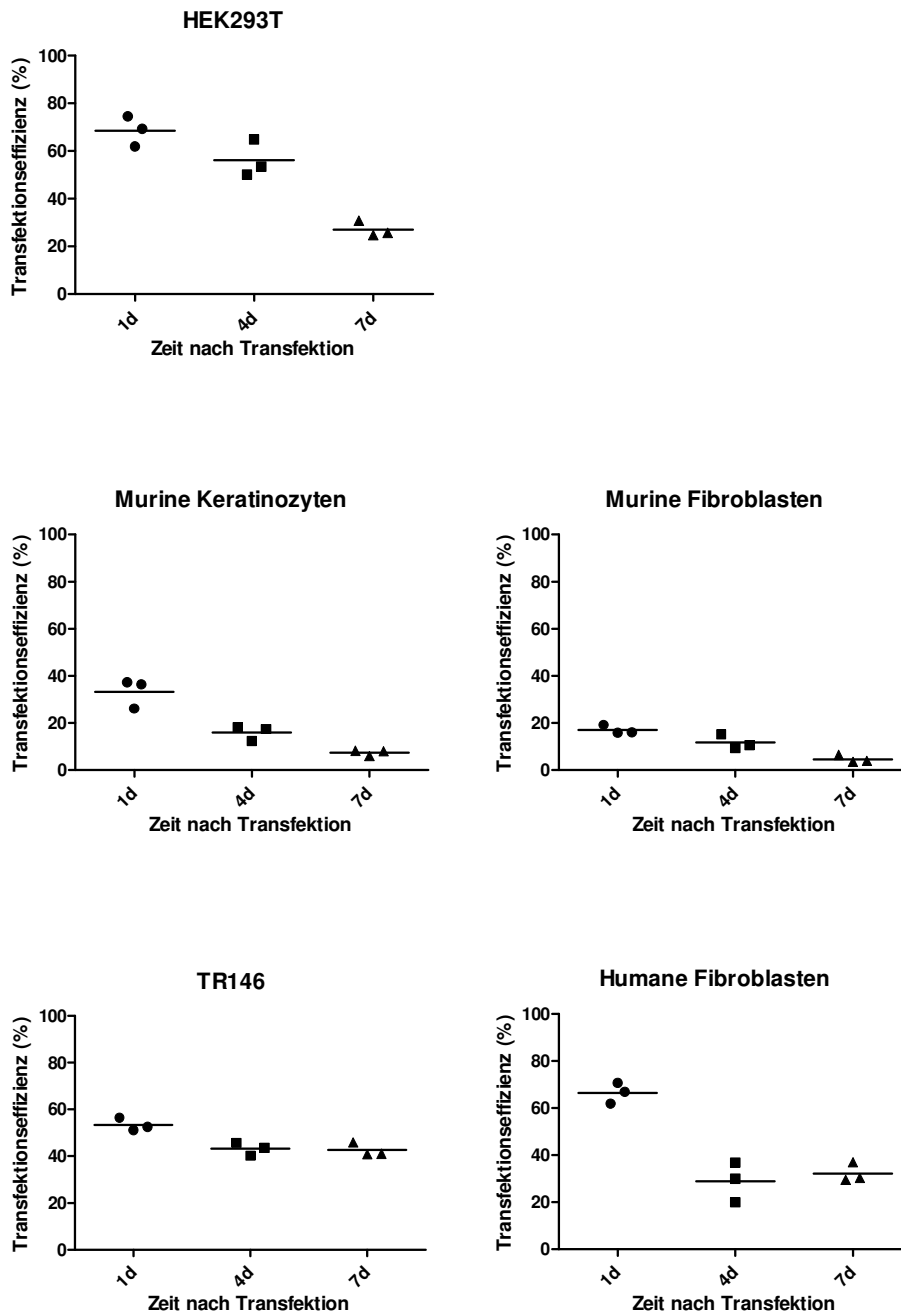 HEK293T
Transfektionseffizienz (%)
100
80
60
40
20
0
1d
4d
7d
Zeit nach Transfektion
Murine Keratinozyten
Transfektionseffizienz (%)
100
80
60
40
20
0
1d
4d
7d
Zeit nach Transfektion
Murine Fibroblasten
Transfektionseffizienz (%)
100
80
60
40
20
0
1d
4d
7d
Zeit nach Transfektion
TR146
Transfektionseffizienz (%)
100
80
60
40
20
0
1d
4d
7d
Zeit nach Transfektion
Humane Fibroblasten
Transfektionseffizienz (%)
100
80
60
40
20
0
1d
4d
7d
Zeit nach Transfektion